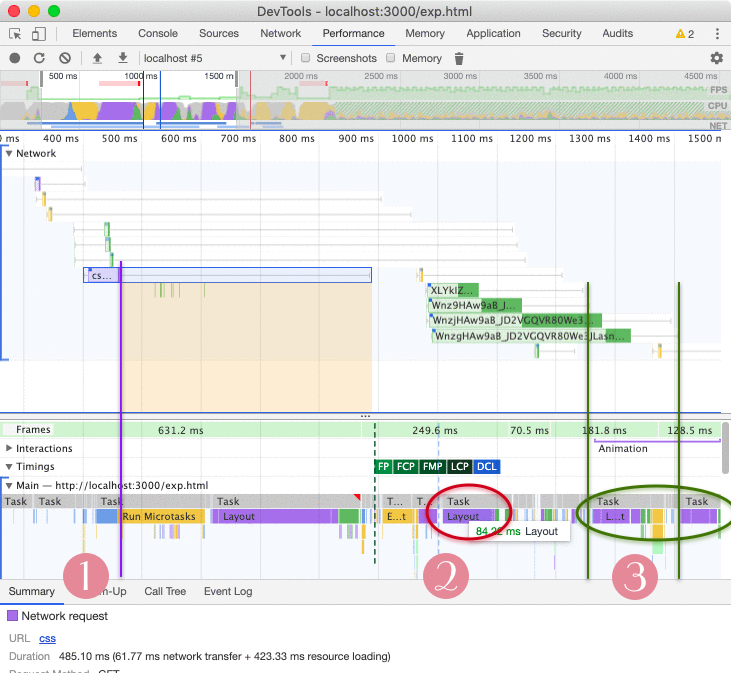 DevTools - localhost:3000/exp.html
Elements Console Sources Network Performance Memory Application Security Audits 2
localhost #5 Screenshots Memory
500 ms 1000 ms 1500 m 2000 ms 2500 ms 3000 ms 3500 ms 4000 ms 4500 ms
FPS
CPU
NET
0 ms 400 ms 500 ms 600 ms 700 ms 800 ms 900 ms 1000 ms 1100 ms 1200 ms 1300 ms 1400 ms 1500 n
Network
cs...
XLYkIZ...
Wnz9HAw9aB_J...
WnzjHAw9aB_JD2VGQVR80We3...
WnzgHAw9aB_JD2VGQVR80We3JLasn...
...
Frames 631.2 ms 249.6 ms 70.5 ms 181.8 ms 128.5 ms
Interactions Animation
Timings FP FCP FMP LCP DCL
Main — http://localhost:3000/exp.html
Task Task Task Task T... T... Task Task Task
Run Microtasks Layout E...t Layout L...t
84.22 ms Layout
1 2 3
Summary m-Up Call Tree Event Log
Network request
URL css
Duration 485.10 ms (61.77 ms network transfer + 423.33 ms resource loading)